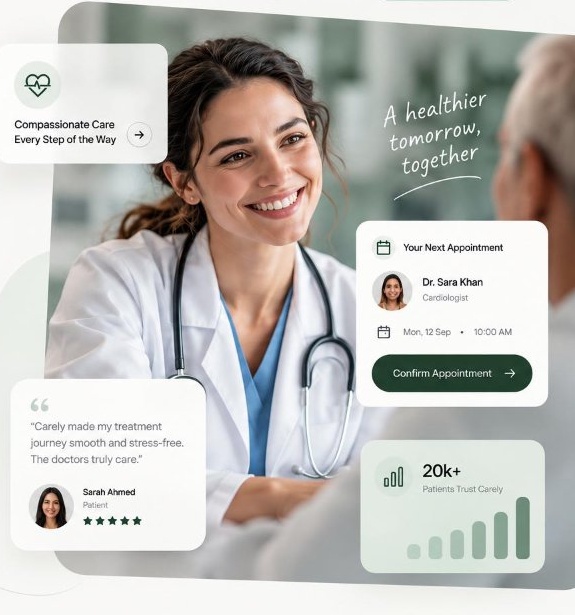 Compassionate Care
Every Step of the Way
A healthier
tomorrow,
together
Your Next Appointment
Dr. Sara Khan
Cardiologist
Mon, 12 Sep • 10:00 AM
Confirm Appointment
“Carely made my treatment
journey smooth and stress-free.
The doctors truly care.”
Sarah Ahmed
Patient
20k+
Patients Trust Carely